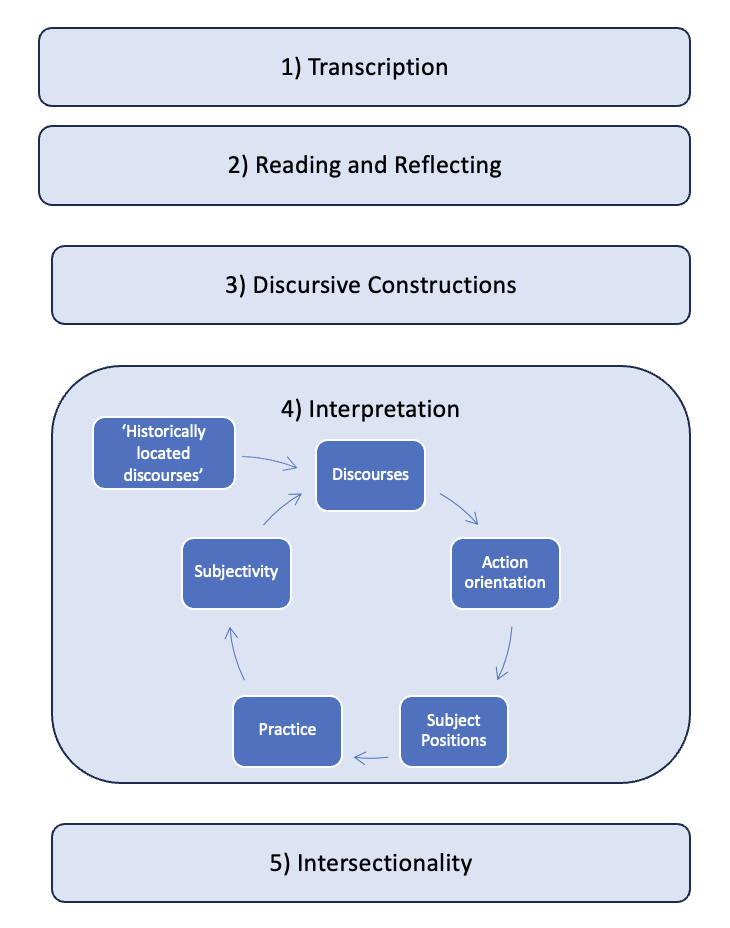 1) Transcription
2) Reading and Reflecting
3) Discursive Constructions
4) Interpretation
‘Historically
located
discourses’
Discourses
Action
orientation
Subject
Positions
Practice
Subjectivity
5) Intersectionality